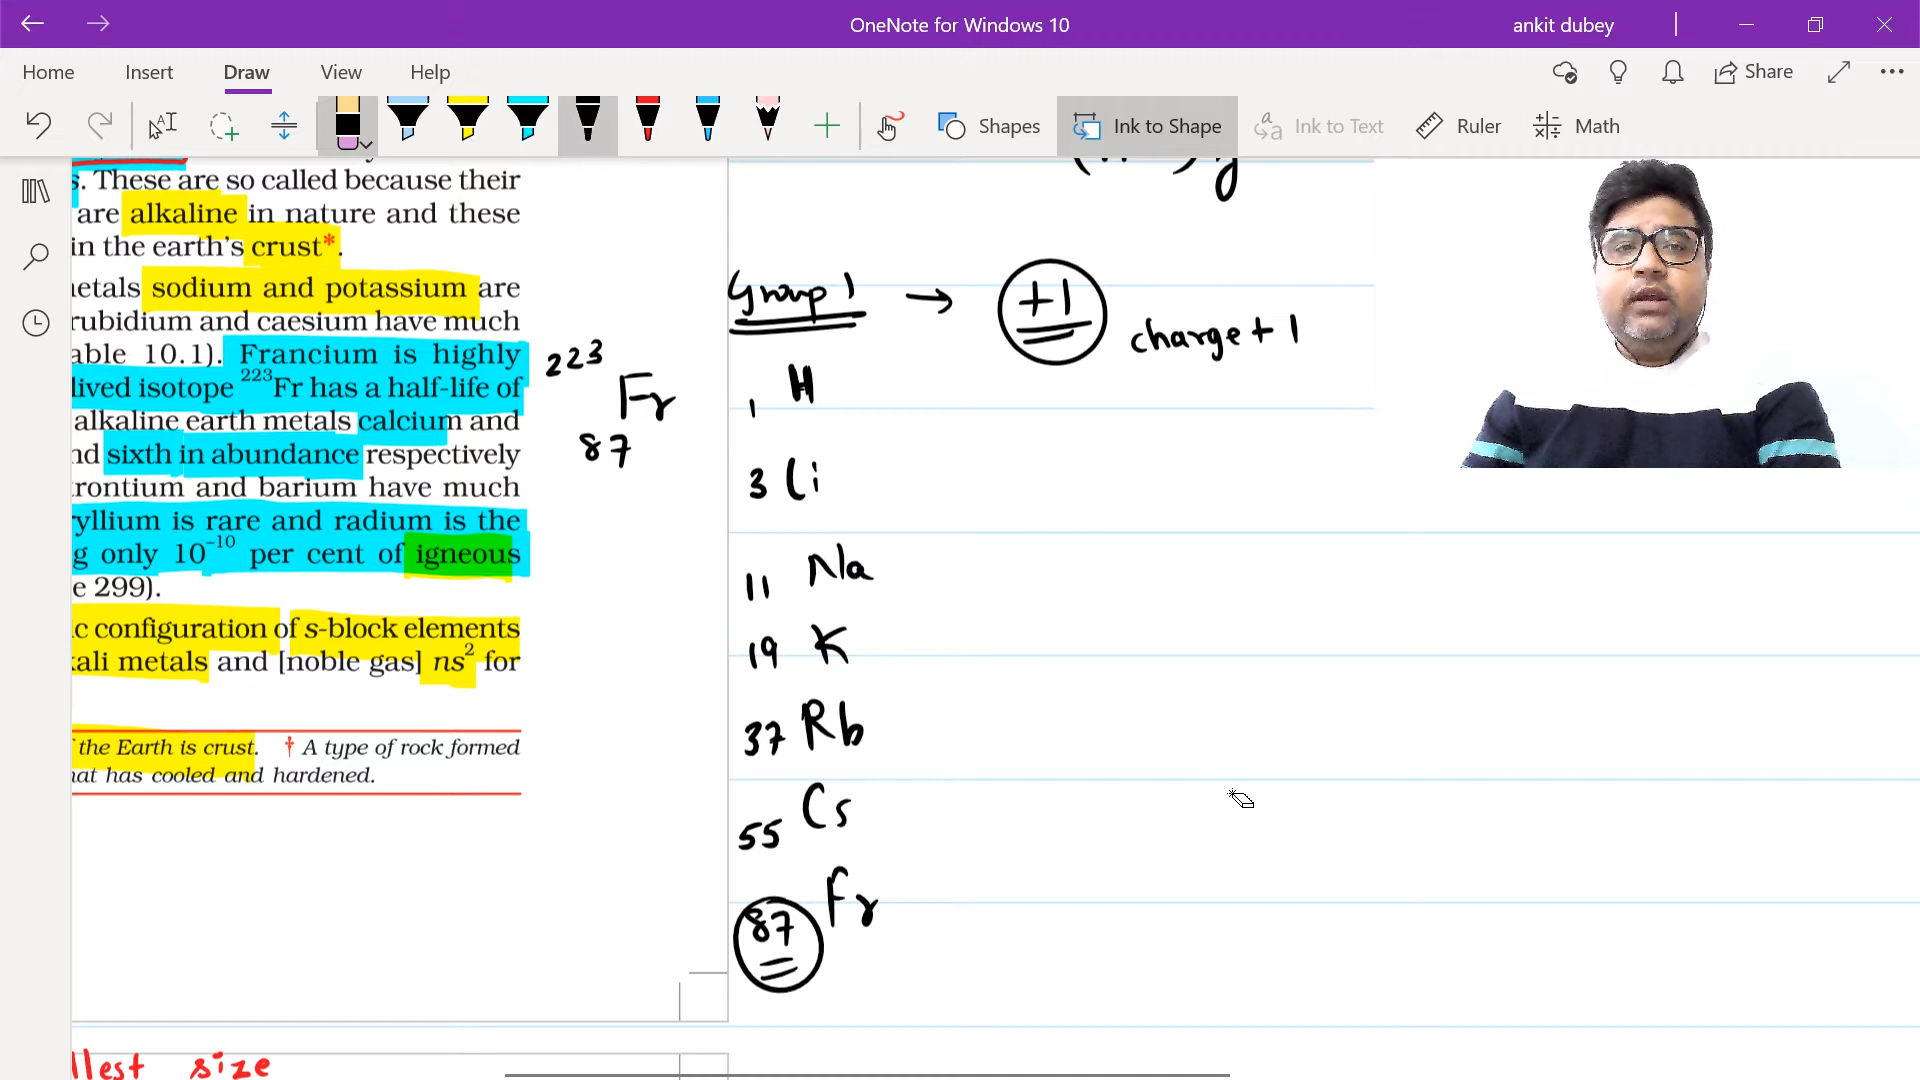 OneNote for Windows 10
ankit dubey
Home Insert Draw View Help
Share
Shapes Ink to Shape Ink to Text Ruler Math
s. These are so called because their
are alkaline in nature and these
in the earth's crust*.
etals sodium and potassium are
rubidium and caesium have much
able 10.1). Francium is highly
lived isotope ²²³Fr has a half-life of
alkaline earth metals calcium and
nd sixth in abundance respectively
trontium and barium have much
yllium is rare and radium is the
g only 10⁻¹⁰ per cent of igneous
e 299).
ic configuration of s-block elements
kali metals and [noble gas] ns² for
the Earth is crust. † A type of rock formed
hat has cooled and hardened.
llest size
223
Fr
87
Group 1 → +1 charge + 1
1 H
3 Li
11 Na
19 K
37 Rb
55 Cs
87 Fr